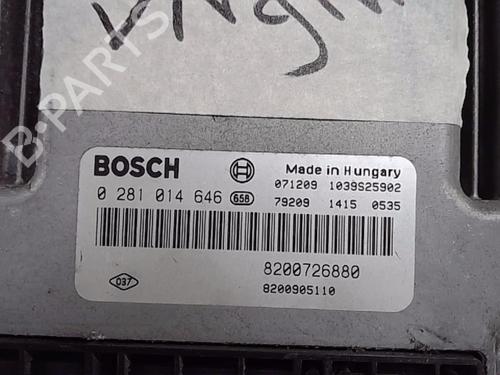 BOSCH
Made in Hungary
0 281 014 646 658
071209 1039S25902
79209 1415 0535
8200726880
037
8200905110
B-PARTS